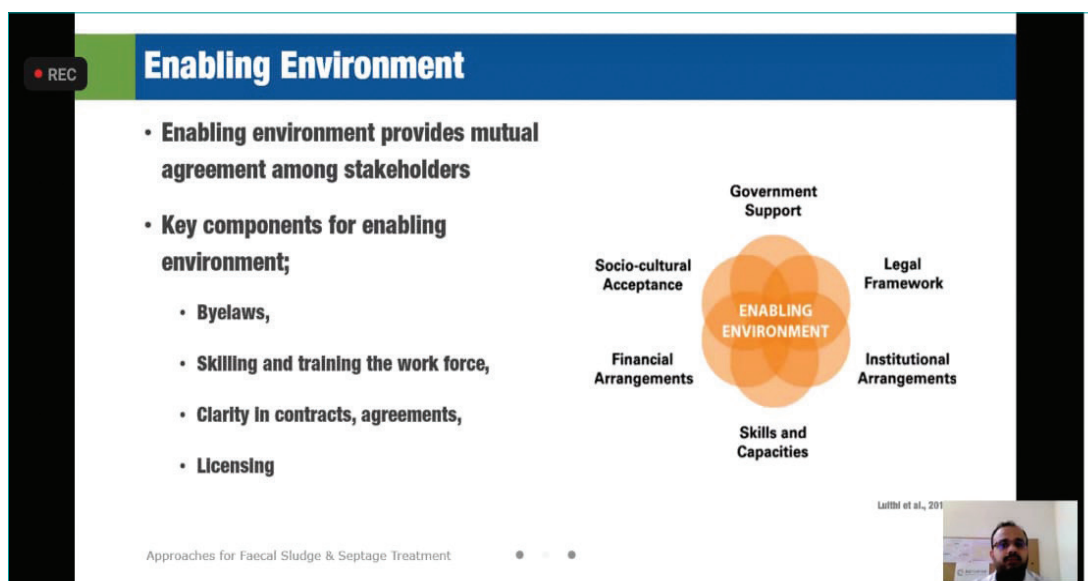 REC
Enabling Environment
• Enabling environment provides mutual
agreement among stakeholders
• Key components for enabling
environment;
• Byelaws,
• Skilling and training the work force,
• Clarity in contracts, agreements,
• Licensing
Government
Support
Socio-cultural
Acceptance
Legal
Framework
ENABLING
ENVIRONMENT
Financial
Arrangements
Institutional
Arrangements
Skills and
Capacities
et al.,
Approaches for Faecal Sludge & Septage Treatment